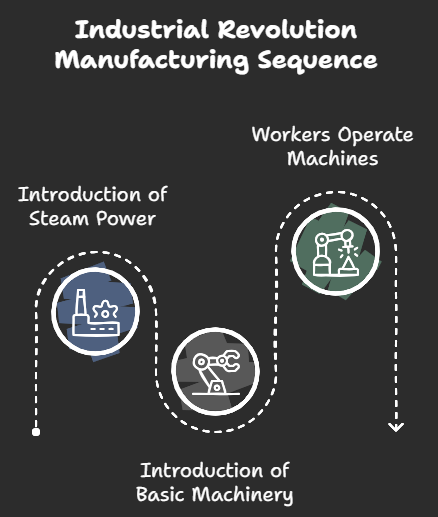 Industrial Revolution
Manufacturing Sequence
Workers Operate
Machines
Introduction of
Steam Power
Introduction of
Basic Machinery